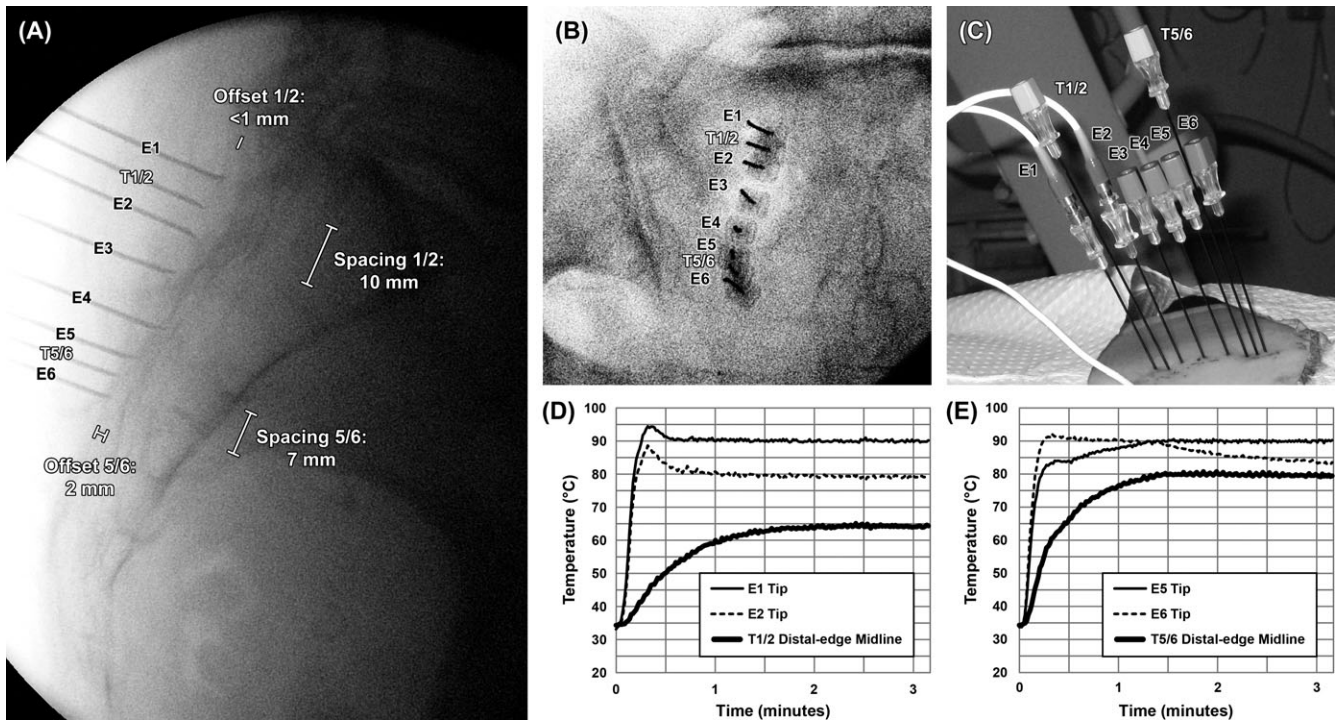 (A)
Offset 1/2:
<1 mm
E1
T1/2
E2
E3
E4
E5
T5/6
E6
Spacing 1/2:
10 mm
Spacing 5/6:
7 mm
Offset 5/6:
2 mm
(B)
E1
T1/2
E2
E3
E4
E5
T5/6
E6
(C)
T5/6
T1/2
E1
E2
E3
E4
E5
E6
(D)
Temperature (°C)
100
90
80
70
60
50
40
30
20
E1 Tip
E2 Tip
T1/2 Distal-edge Midline
0
1
2
3
Time (minutes)
(E)
Temperature (°C)
100
90
80
70
60
50
40
30
20
E5 Tip
E6 Tip
T5/6 Distal-edge Midline
0
1
2
3
Time (minutes)